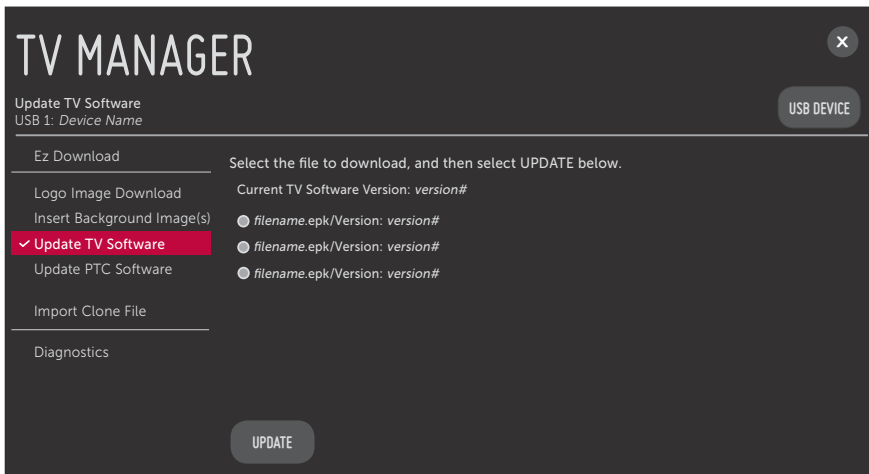 TV MANAGER
X
Update TV Software
USB 1: Device Name
USB DEVICE
Ez Download
Logo Image Download
Insert Background Image(s)
Update TV Software
Update PTC Software
Import Clone File
Diagnostics
Select the file to download, and then select UPDATE below.
Current TV Software Version: version#
filename.epk/Version: version#
filename.epk/Version: version#
filename.epk/Version: version#
UPDATE